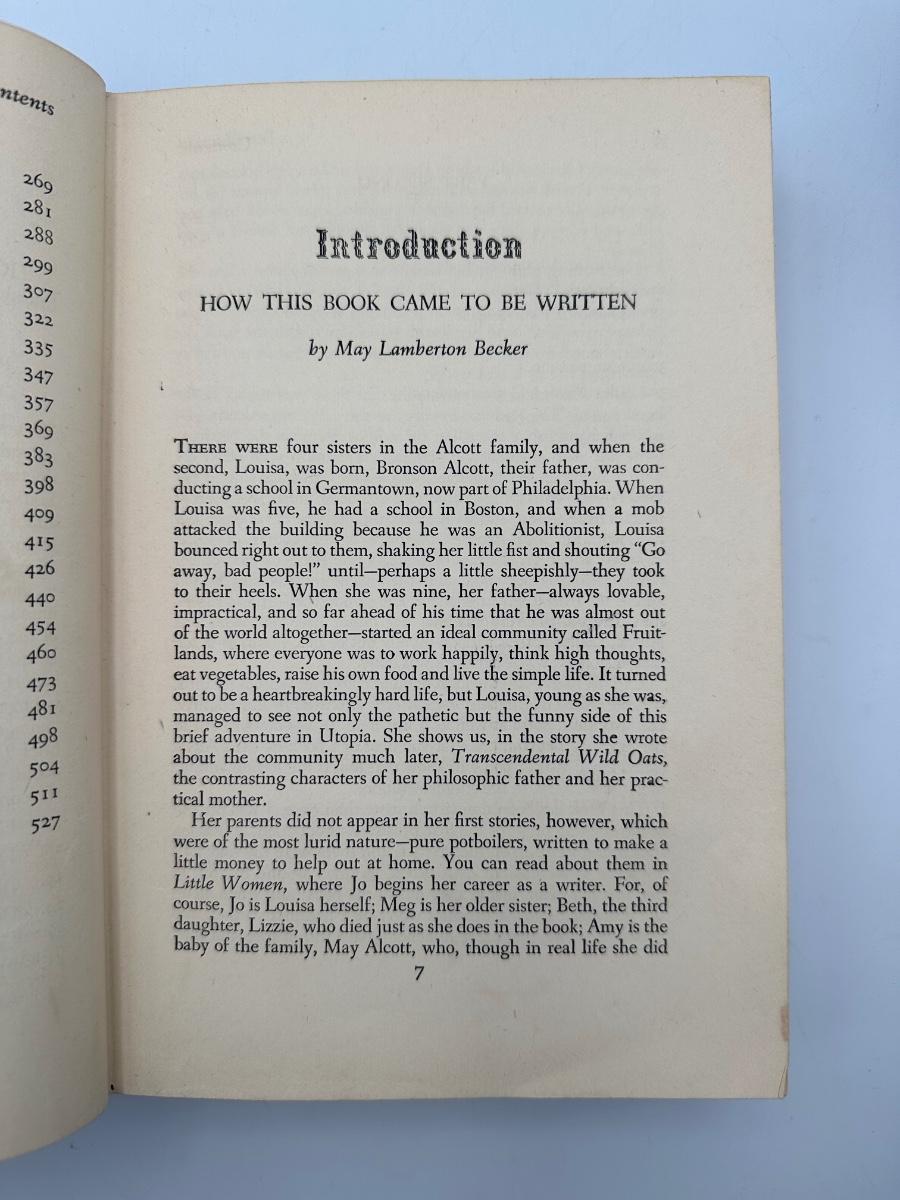 ntents
269
281
288
299
307
322
335
347
357
369
383
398
409
415
426
440
454
460
473
481
498
504
511
527
Introduction
HOW THIS BOOK CAME TO BE WRITTEN
by May Lamberton Becker
THERE WERE four sisters in the Alcott family, and when the
second, Louisa, was born, Bronson Alcott, their father, was con-
ducting a school in Germantown, now part of Philadelphia. When
Louisa was five, he had a school in Boston, and when a mob
attacked the building because he was an Abolitionist, Louisa
bounced right out to them, shaking her little fist and shouting “Go
away, bad people!” until—perhaps a little sheepishly—they took
to their heels. When she was nine, her father—always lovable,
impractical, and so far ahead of his time that he was almost out
of the world altogether—started an ideal community called Fruit-
lands, where everyone was to work happily, think high thoughts,
eat vegetables, raise his own food and live the simple life. It turned
out to be a heartbreakingly hard life, but Louisa, young as she was,
managed to see not only the pathetic but the funny side of this
brief adventure in Utopia. She shows us, in the story she wrote
about the community much later, Transcendental Wild Oats,
the contrasting characters of her philosophic father and her prac-
tical mother.
Her parents did not appear in her first stories, however, which
were of the most lurid nature—pure potboilers, written to make a
little money to help out at home. You can read about them in
Little Women, where Jo begins her career as a writer. For, of
course, Jo is Louisa herself; Meg is her older sister; Beth, the third
daughter, Lizzie, who died just as she does in the book; Amy is the
baby of the family, May Alcott, who, though in real life she did
7